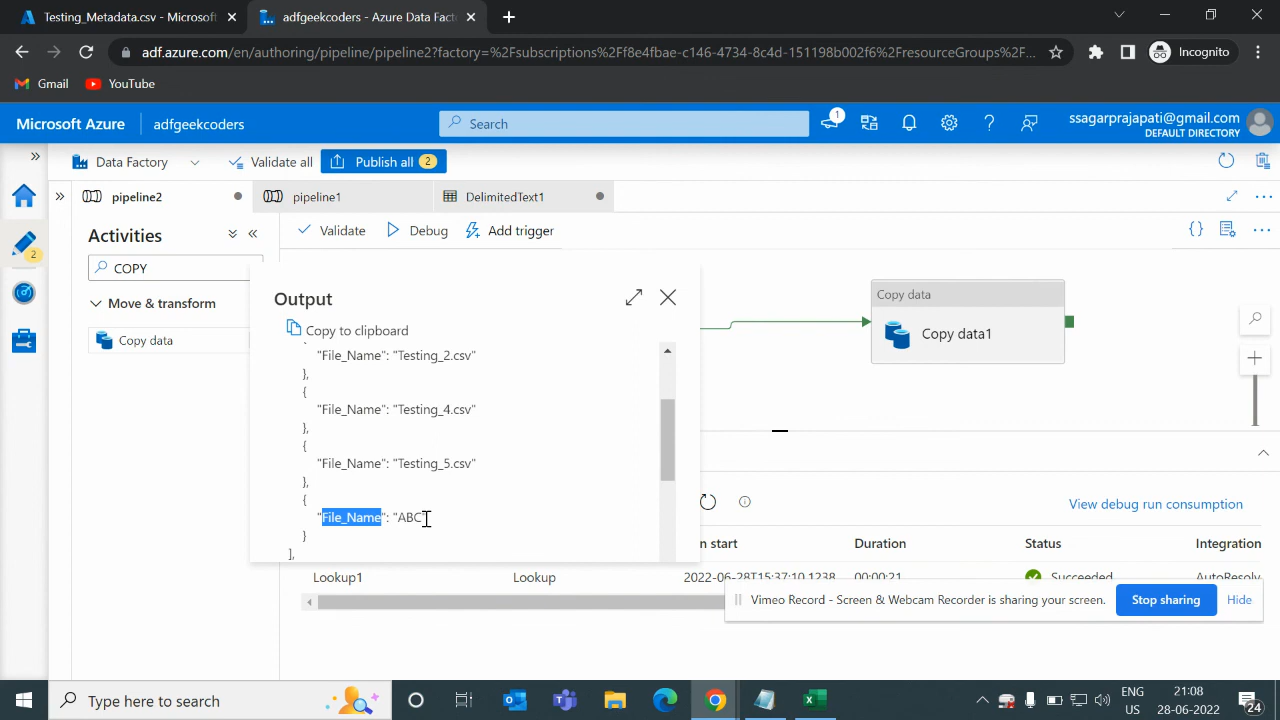 Testing_Metadata.csv - Microsoft
adfgeekcoders - Azure Data Facto
adf.azure.com/en/authoring/pipeline/pipeline2?factory=%2Fsubscriptions%2Ff8e4fbae-c146-4734-8c4d-151198b002f6%2FresourceGroups%2F...
Incognito
Gmail
YouTube
Microsoft Azure
adfgeekcoders
Search
1
ssagarprajapati@gmail.com
DEFAULT DIRECTORY
Data Factory
Validate all
Publish all
2
pipeline2
pipeline1
DelimitedText1
2
Activities
Validate
Debug
Add trigger
COPY
Move & transform
Copy data
Output
Copy to clipboard
"File_Name": "Testing_2.csv"
},
{
"File_Name": "Testing_4.csv"
},
{
"File_Name": "Testing_5.csv"
},
{
"File_Name": "ABC"
}
],
Copy data
Copy data1
View debug run consumption
n start
Duration
Status
Integration
Lookup1
Lookup
2022-06-28T15:37:10.1238
00:00:21
Succeeded
AutoResolv
Vimeo Record - Screen & Webcam Recorder is sharing your screen.
Stop sharing
Hide
Type here to search
ENG
US
21:08
28-06-2022
24